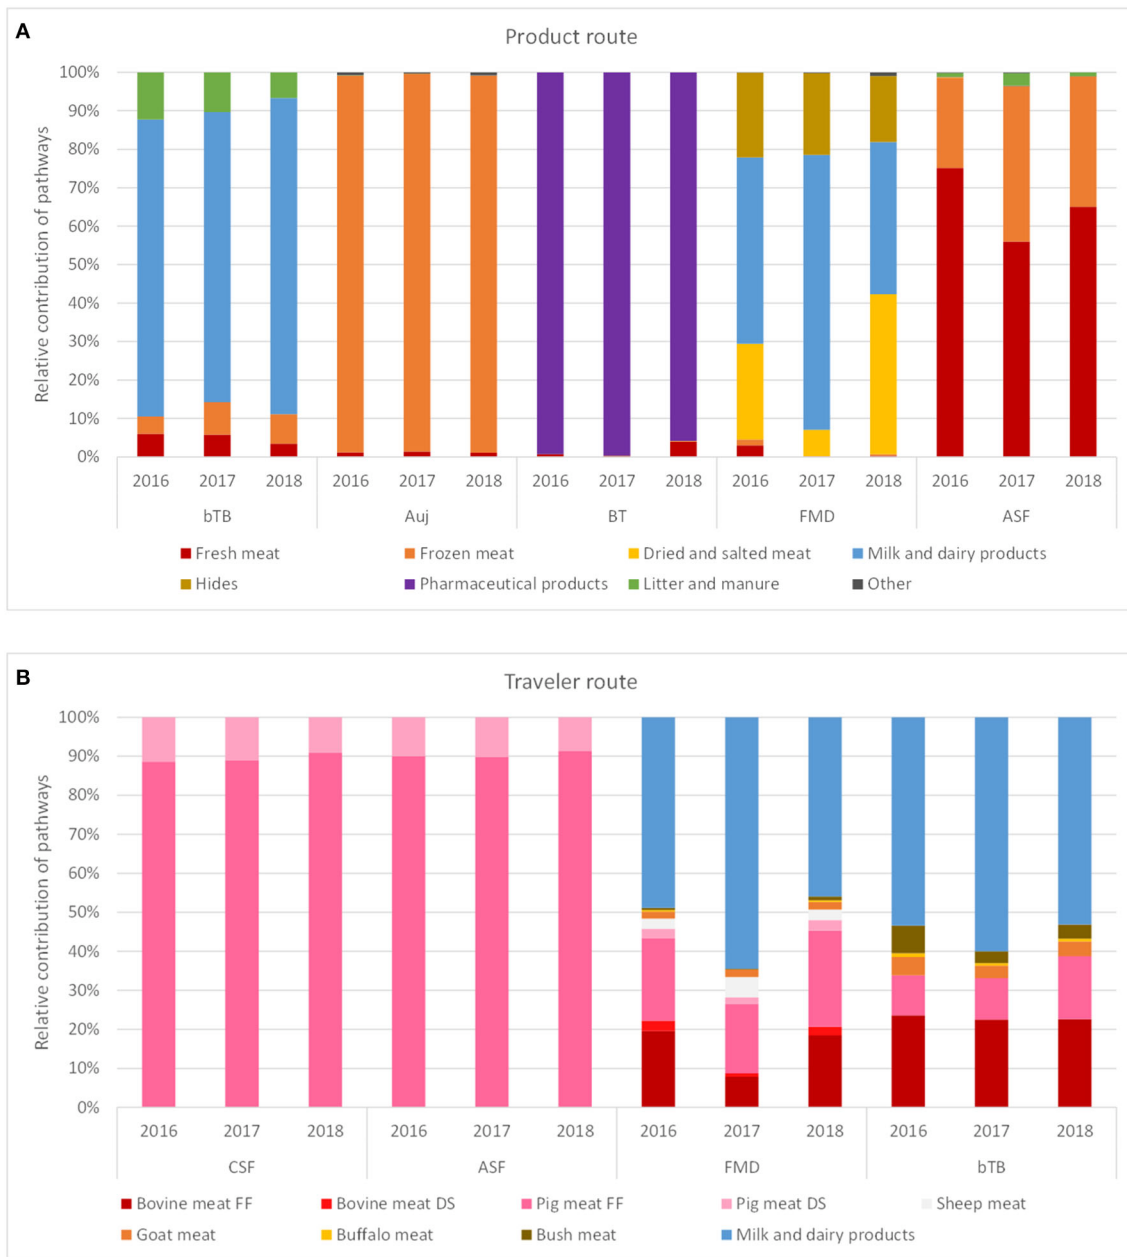 A
Product route
Relative contribution of pathways
100%
90%
80%
70%
60%
50%
40%
30%
20%
10%
0%
2016 2017 2018 2016 2017 2018 2016 2017 2018 2016 2017 2018 2016 2017 2018
bTB Auj BT FMD ASF
Fresh meat Frozen meat Dried and salted meat Milk and dairy products
Hides Pharmaceutical products Litter and manure Other
B
Traveler route
Relative contribution of pathways
100%
90%
80%
70%
60%
50%
40%
30%
20%
10%
0%
2016 2017 2018 2016 2017 2018 2016 2017 2018 2016 2017 2018
CSF ASF FMD bTB
Bovine meat FF Bovine meat DS Pig meat FF Pig meat DS Sheep meat
Goat meat Buffalo meat Bush meat Milk and dairy products